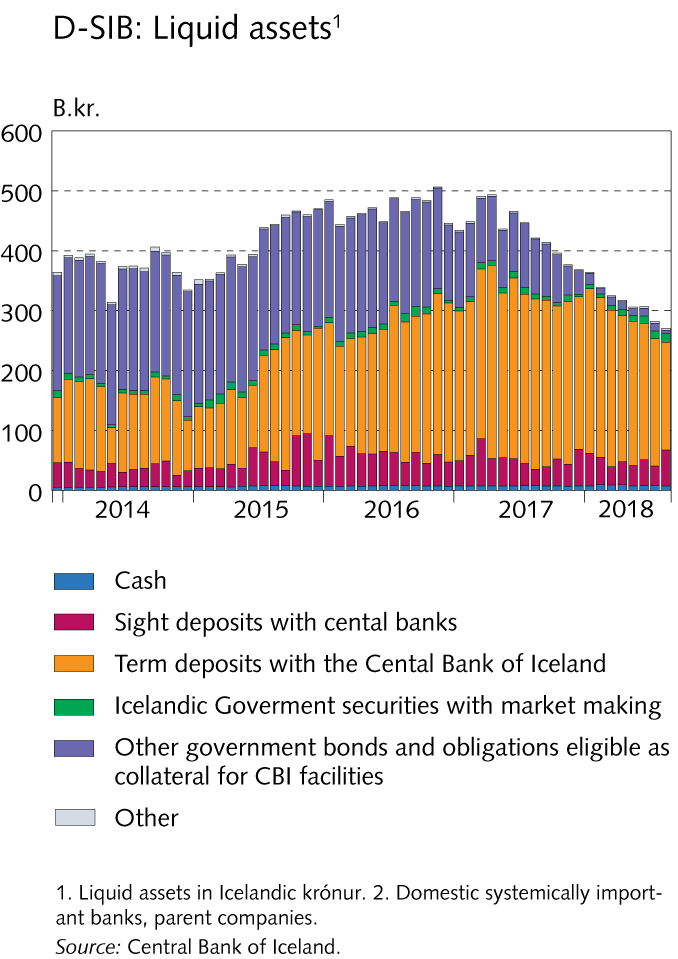 D-SIB: Liquid assets¹
B.kr.
600
500
400
300
200
100
0
2014 2015 2016 2017 2018
Cash
Sight deposits with cental banks
Term deposits with the Cental Bank of Iceland
Icelandic Goverment securities with market making
Other government bonds and obligations eligible as
collateral for CBI facilities
Other
1. Liquid assets in Icelandic krónur. 2. Domestic systemically import-
ant banks, parent companies.
Source: Central Bank of Iceland.